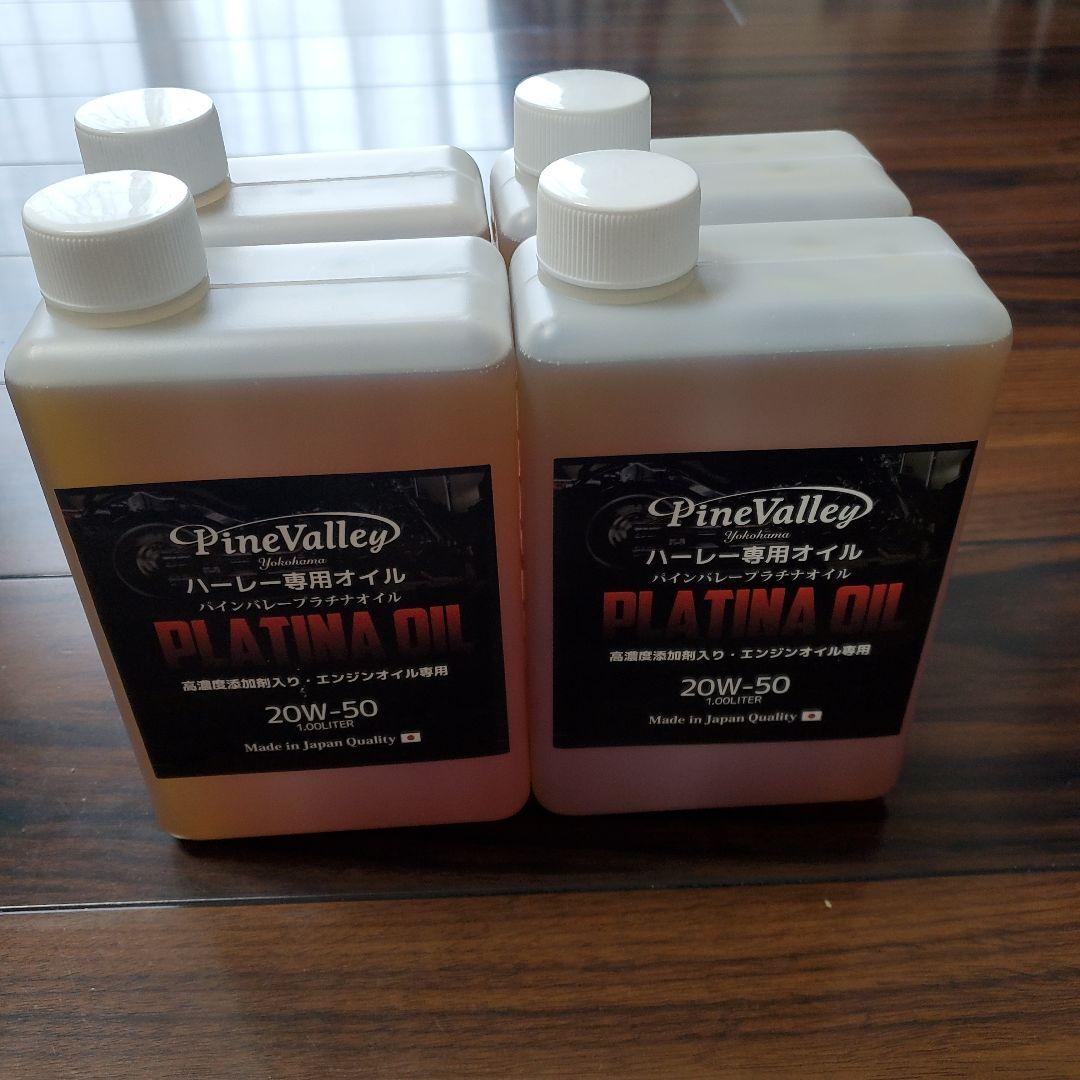 PineValley
Yokohama
ハーレー専用オイル
パインバレープラチナオイル
PLATINA OIL
高濃度添加剤入り・エンジンオイル専用
20W-50
1.00LITER
Made in Japan Quality
PineValley
Yokohama
ハーレー専用オイル
パインバレープラチナオイル
PLATINA OIL
高濃度添加剤入り・エンジンオイル専用
20W-50
1.00LITER
Made in Japan Quality